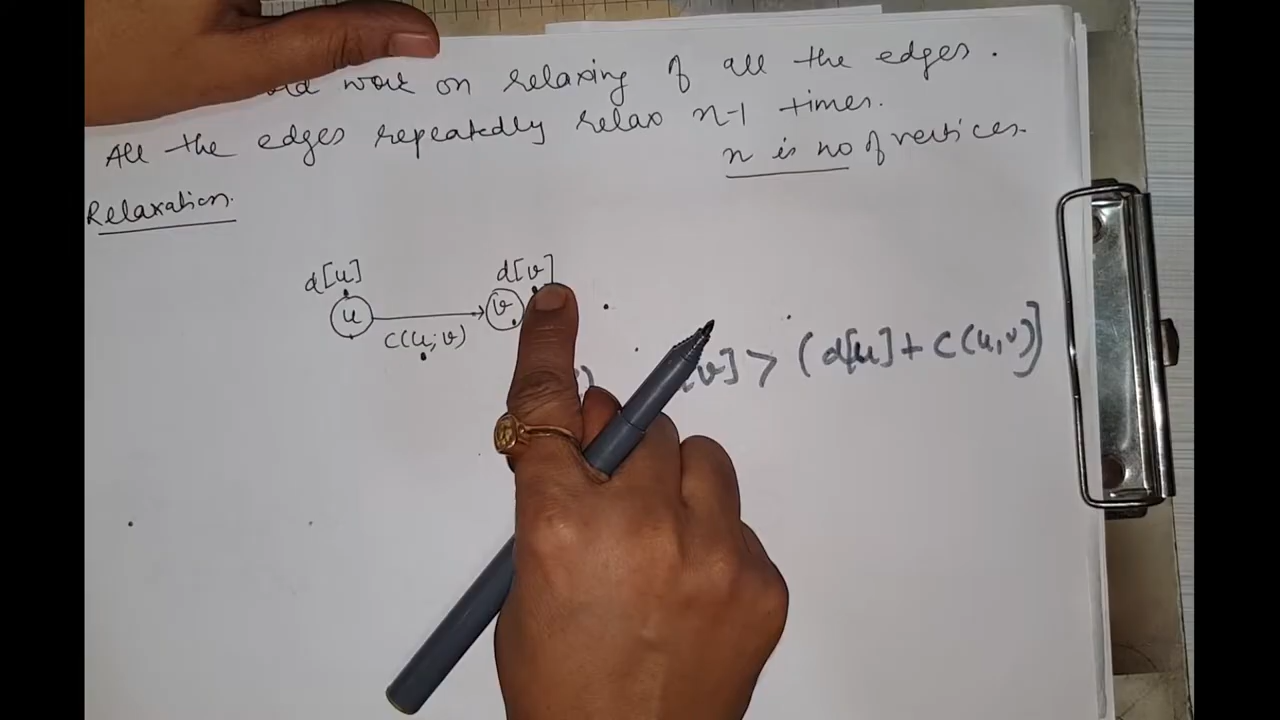 work on relaxing of all the edges.
All the edges repeatedly relax n-1 times.
n is no of vertices.
Relaxation.
d[u] d[v]
u v
C(u,v)
[v] > (d[u] + C(u,v)]